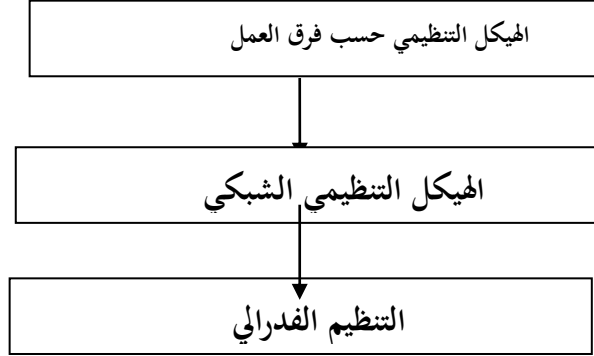 الهيكل التنظيمي حسب فرق العمل
الهيكل التنظيمي الشبكي
التنظيم الفدرالي